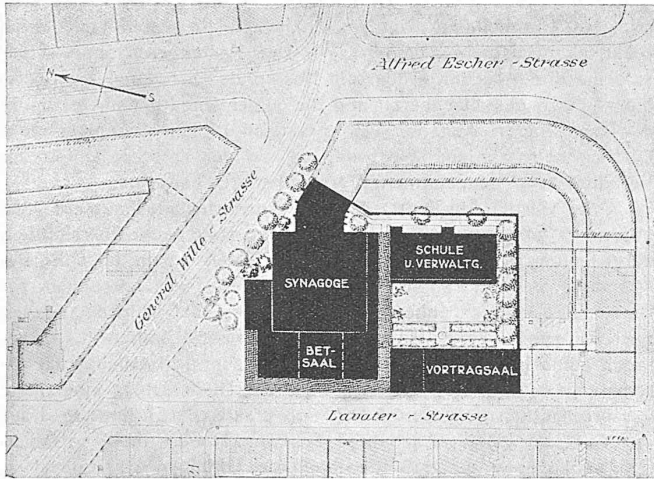 Alfred Escher - Strasse
N
S
General Wille - Strasse
SCHULE
U. VERWALTG.
SYNAGOGE
BET-
SAAL
VORTRAGSAAL
Lavater - Strasse